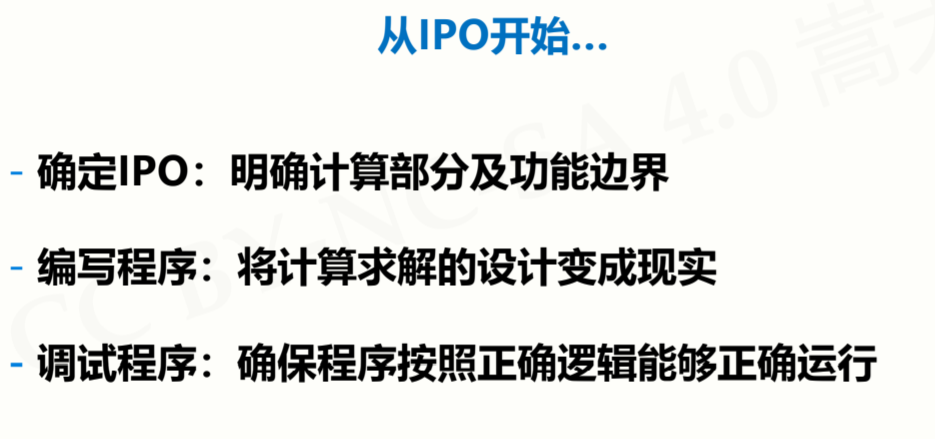 从IPO开始...
- 确定IPO：明确计算部分及功能边界
- 编写程序：将计算求解的设计变成现实
- 调试程序：确保程序按照正确逻辑能够正确运行
CC BY-NC-SA 4.0 嵩天